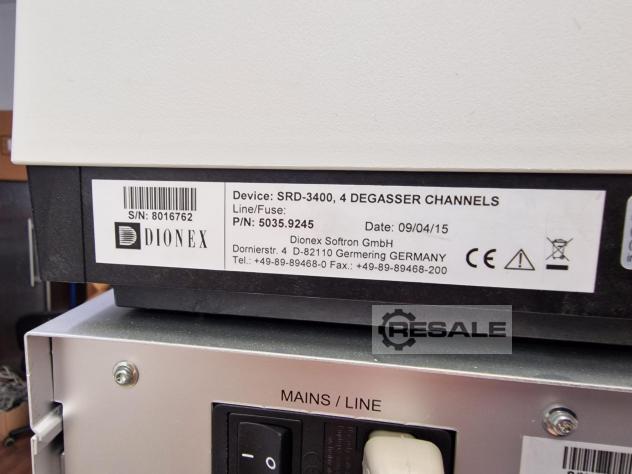 Device: SRD-3400, 4 DEGASSER CHANNELS
S/N: 8016762
Line/Fuse:
P/N: 5035.9245 Date: 09/04/15
DIONEX
Dionex Softron GmbH
Dornierstr. 4 D-82110 Germering GERMANY
Tel.: +49-89-89468-0 Fax.: +49-89-89468-200
CE
RESALE
MAINS / LINE
I O